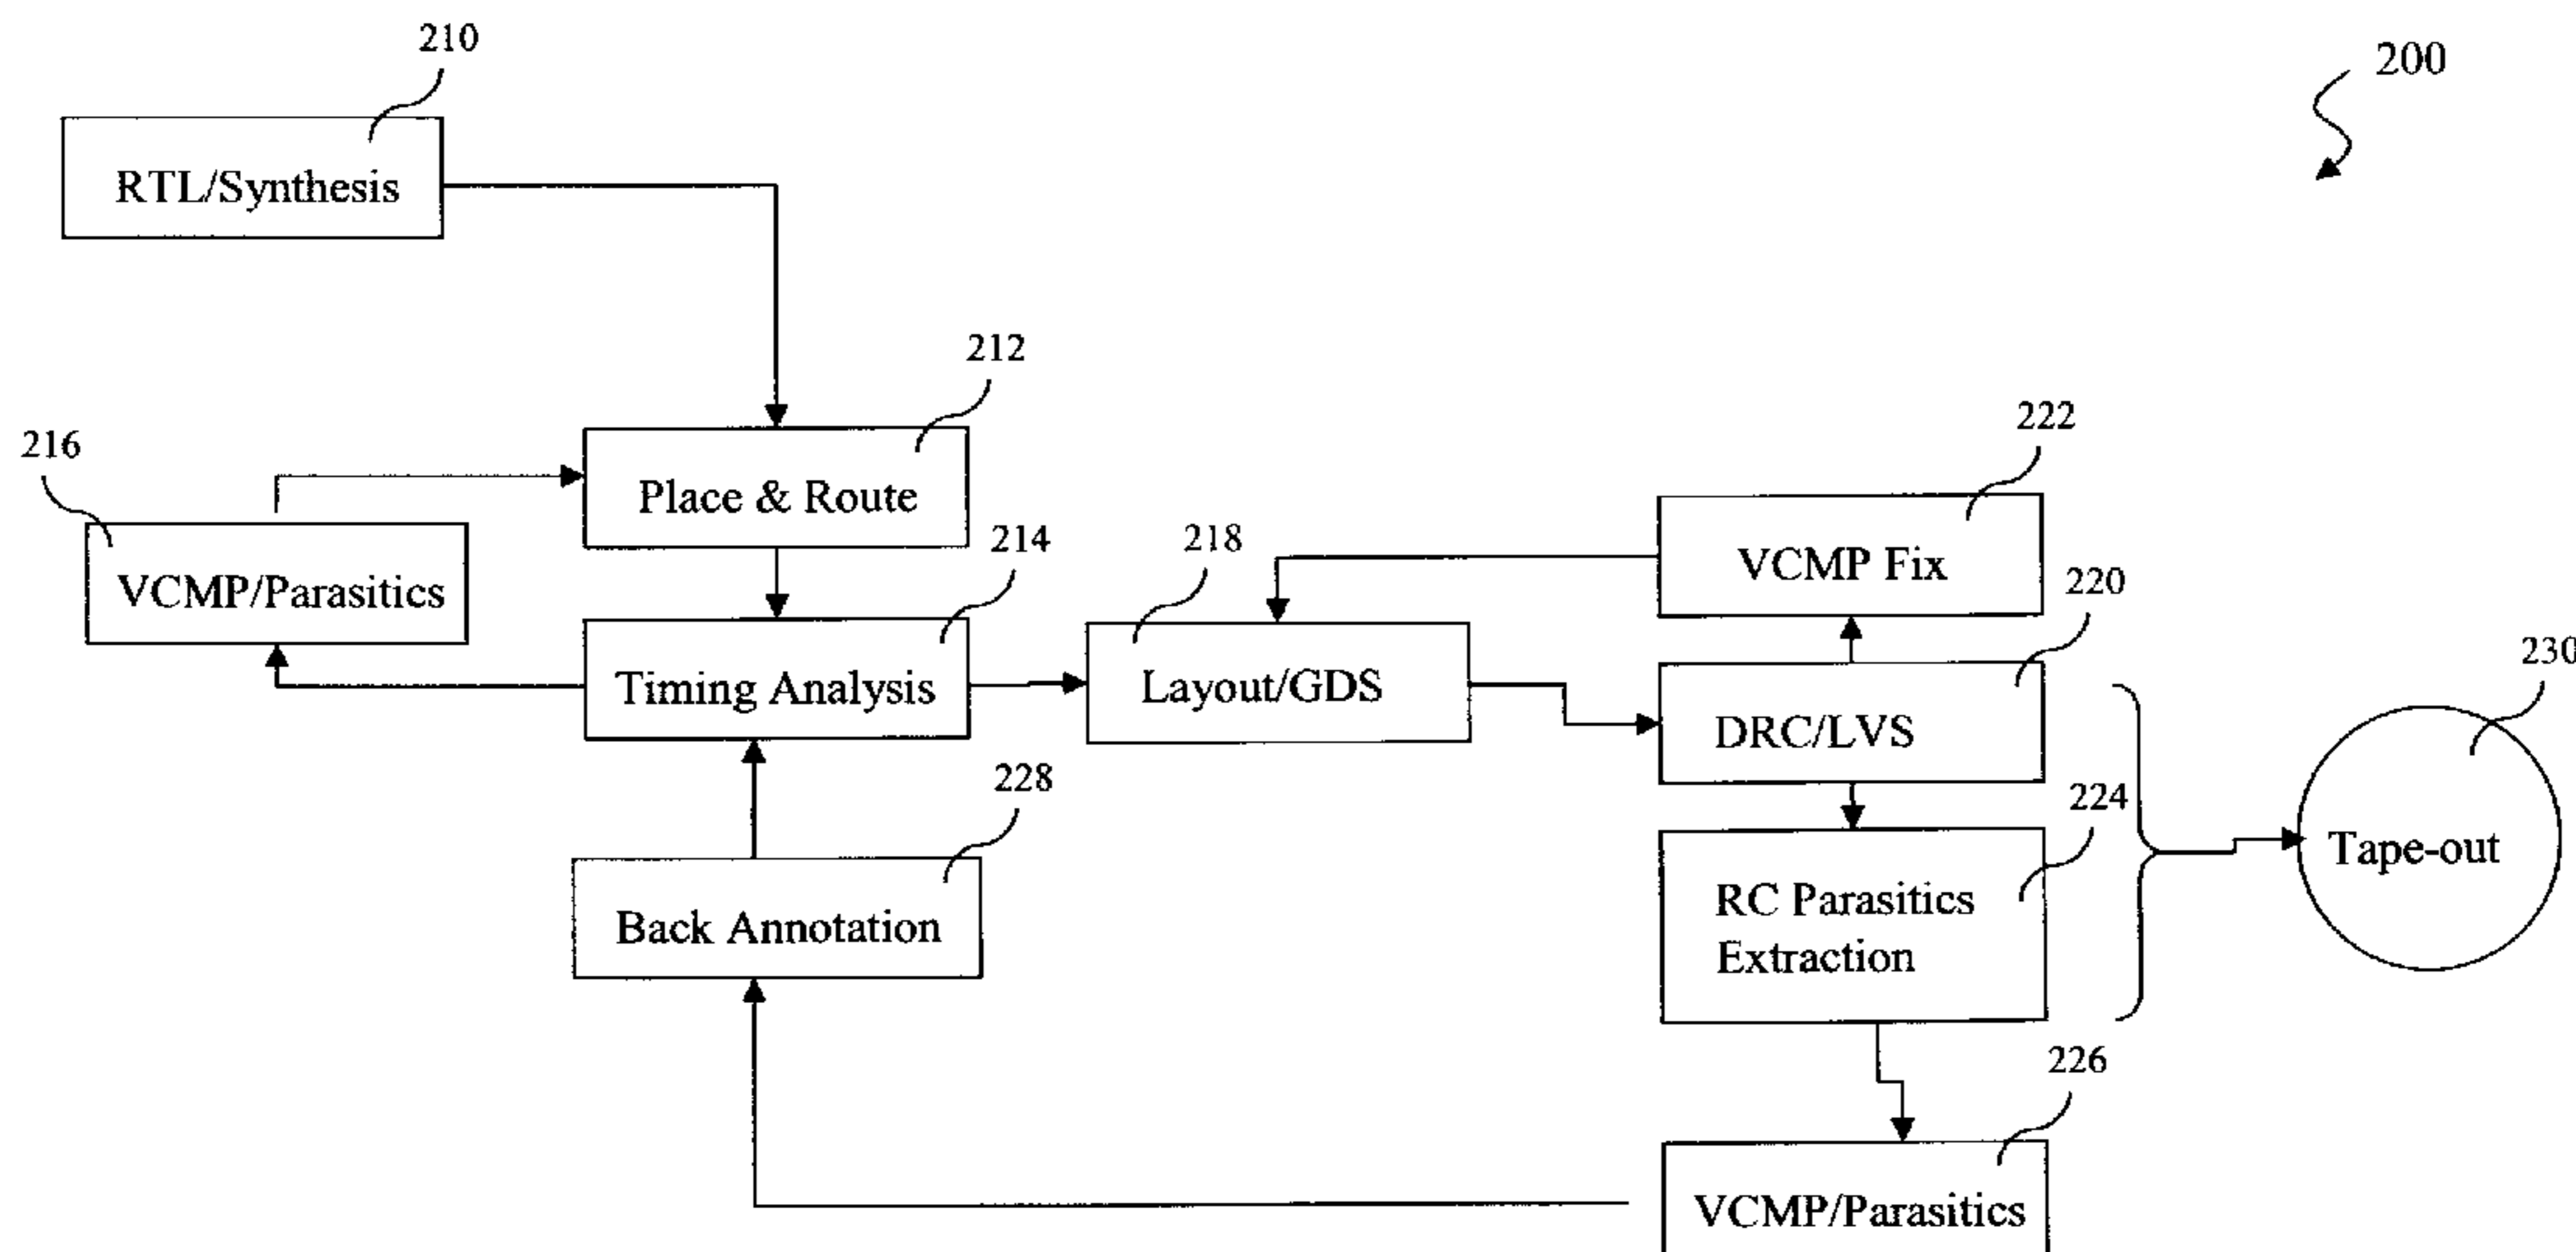 210
200
RTL/Synthesis
212
222
216
Place & Route
214
218
VCMP Fix
220
VCMP/Parasitics
230
Timing Analysis
Layout/GDS
DRC/LVS
228
224
Tape-out
Back Annotation
RC Parasitics
Extraction
226
VCMP/Parasitics